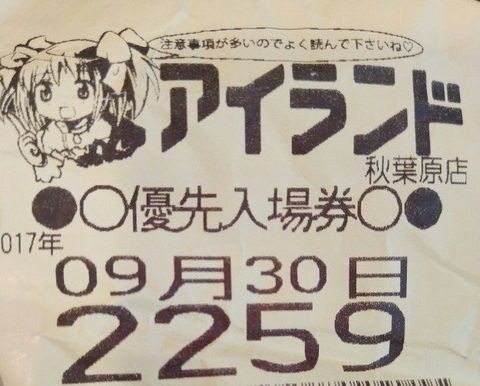 注意事項が多いのでよく読んで下さいね♡
アイランド
秋葉原店
●○優先入場券○●
017年
09月30日
2259